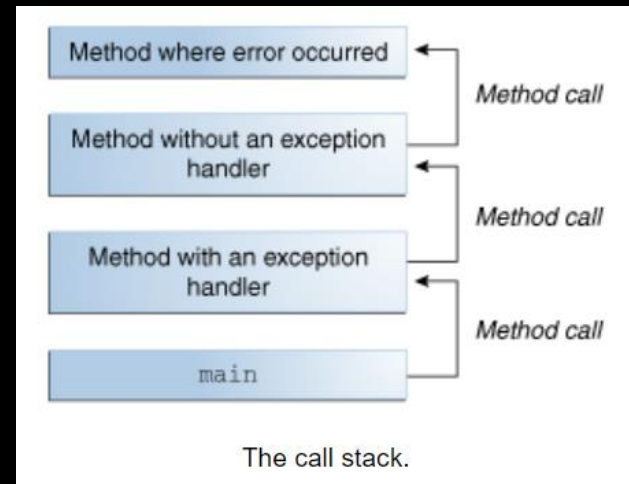 Method where error occurred
Method call
Method without an exception
handler
Method call
Method with an exception
handler
Method call
main
The call stack.